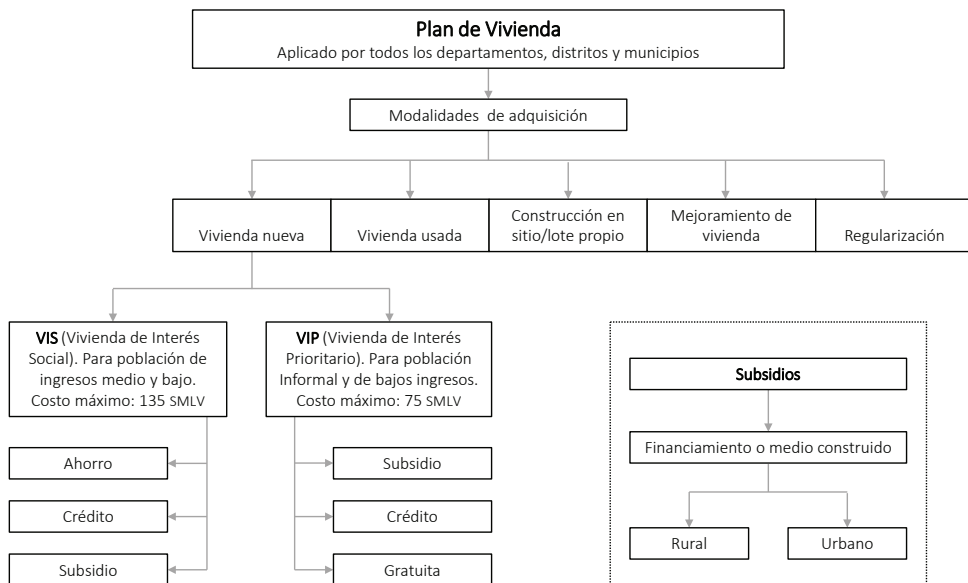 Plan de Vivienda
Aplicado por todos los departamentos, distritos y municipios
Modalidades de adquisición
Vivienda nueva
Vivienda usada
Construcción en
sitio/lote propio
Mejoramiento de
vivienda
Regularización
VIS (Vivienda de Interés
Social). Para población de
ingresos medio y bajo.
Costo máximo: 135 SMLV
Ahorro
Crédito
Subsidio
VIP (Vivienda de Interés
Prioritario). Para población
Informal y de bajos ingresos.
Costo máximo: 75 SMLV
Subsidio
Crédito
Gratuita
Subsidios
Financiamiento o medio construido
Rural
Urbano